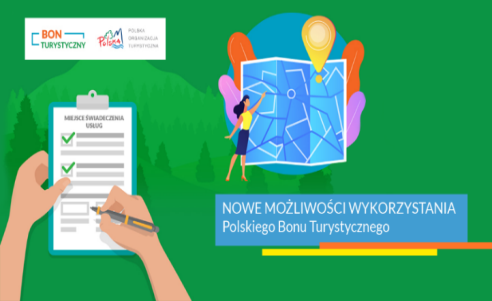 BON
TURYSTYCZNY
Polska
POLSKA
ORGANIZACJA
TURYSTYCZNA
MIEJSCE ŚWIADCZENIA
USŁUG
NOWE MOŻLIWOŚCI WYKORZYSTANIA
Polskiego Bonu Turystycznego